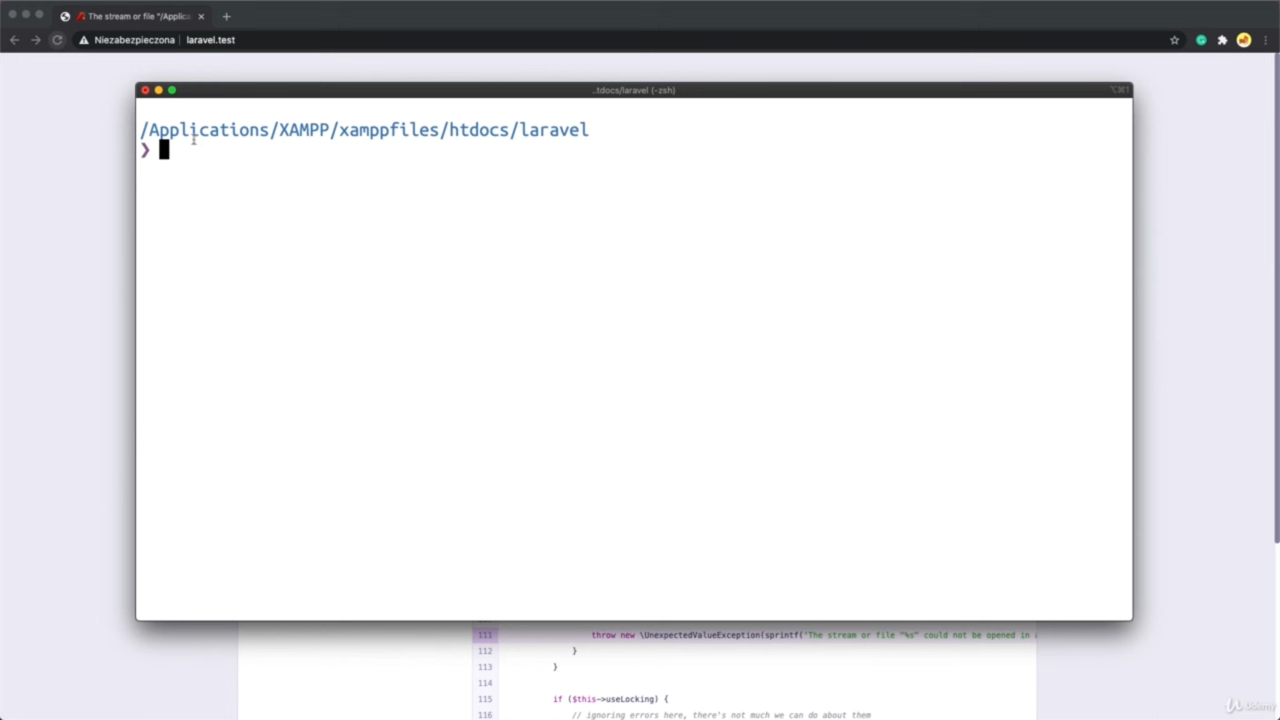 The stream or file "/Applica
Niezabezpieczona
laravel.test
..tdocs/laravel (-zsh)
⌥⌘1
/Applications/XAMPP/xamppfiles/htdocs/laravel
❯
111 throw new \UnexpectedValueException(sprintf('The stream or file "%s" could not be opened in
112 }
113 }
114
115 if ($this->useLocking) {
116 // ignoring errors here, there's not much we can do about them
Udemy